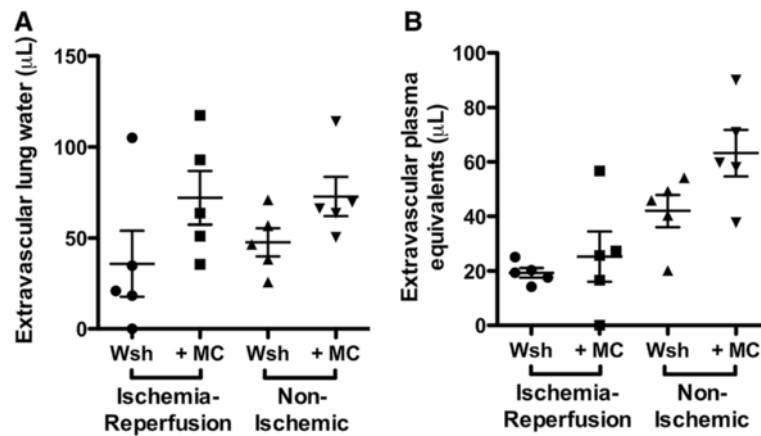 A
Extravascular lung water (μL)
150
100
50
0
Wsh + MC Wsh + MC
Ischemia-
Reperfusion
Non-
Ischemic
B
Extravascular plasma
equivalents (μL)
100
80
60
40
20
0
Wsh + MC Wsh + MC
Ischemia-
Reperfusion
Non-
Ischemic